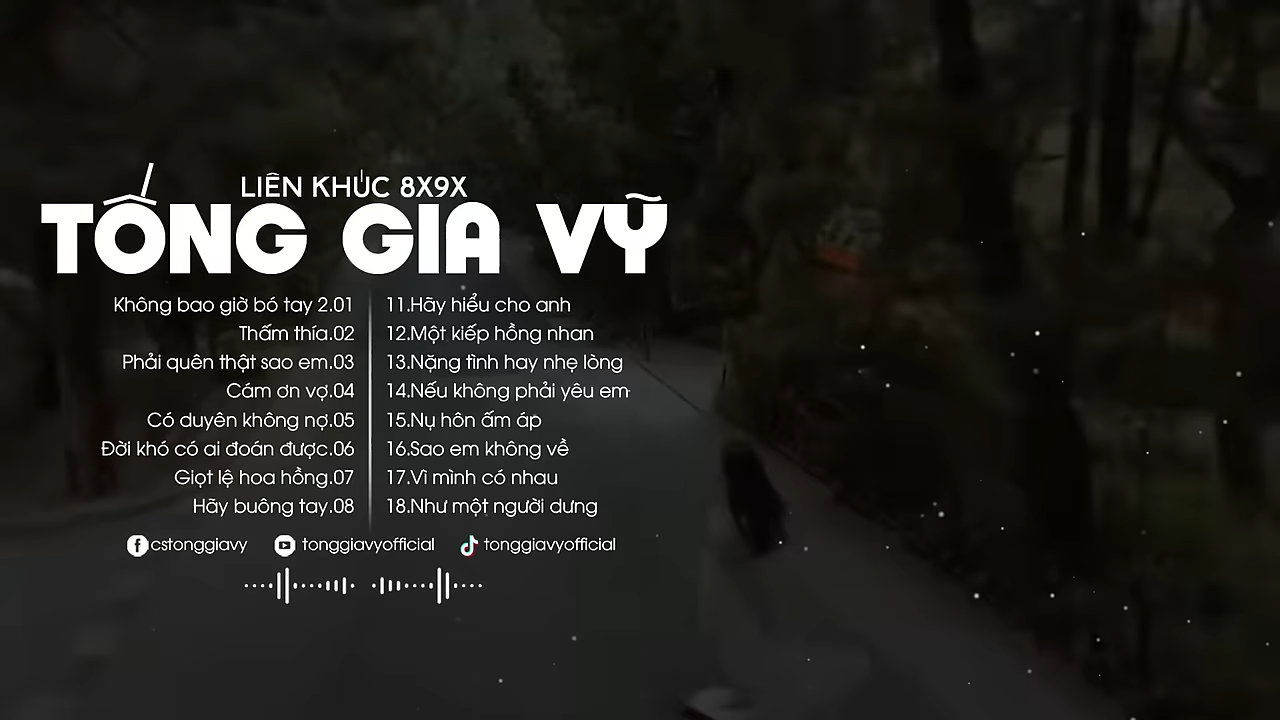 LIÊN KHÚC 8X9X
TỐNG GIA VỸ
Không bao giờ bó tay 2.01
Thấm thía.02
Phải quên thật sao em.03
Cám ơn vợ.04
Có duyên không nợ.05
Đời khó có ai đoán được.06
Giọt lệ hoa hồng.07
Hãy buông tay.08
11.Hãy hiểu cho anh
12.Một kiếp hồng nhan
13.Nặng tình hay nhẹ lòng
14.Nếu không phải yêu em
15.Nụ hôn ấm áp
16.Sao em không về
17.Vì mình có nhau
18.Như một người dưng
cstonggiavy tonggiavyofficial tonggiavyofficial